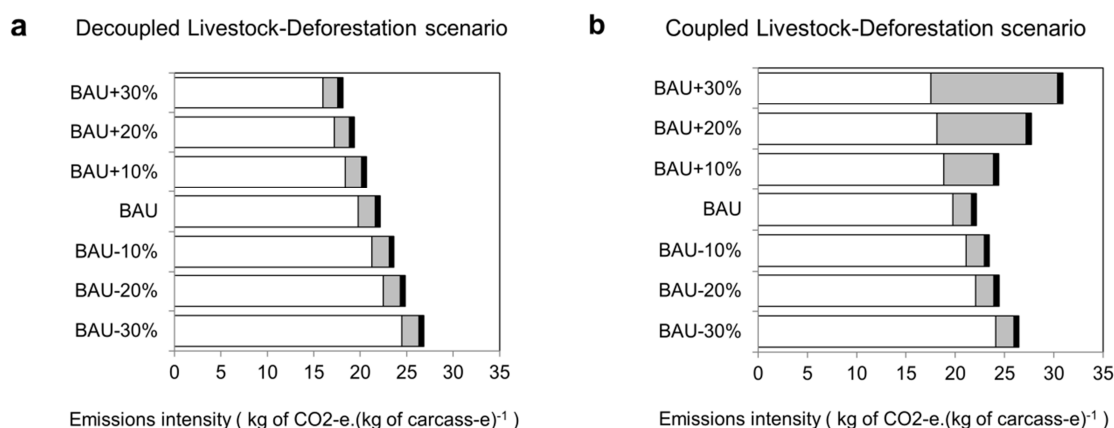 a Decoupled Livestock-Deforestation scenario
BAU+30%
BAU+20%
BAU+10%
BAU
BAU-10%
BAU-20%
BAU-30%
0 5 10 15 20 25 30 35
Emissions intensity ( kg of CO2-e.(kg of carcass-e)⁻¹ )
b Coupled Livestock-Deforestation scenario
BAU+30%
BAU+20%
BAU+10%
BAU
BAU-10%
BAU-20%
BAU-30%
0 5 10 15 20 25 30 35
Emissions intensity ( kg of CO2-e.(kg of carcass-e)⁻¹ )